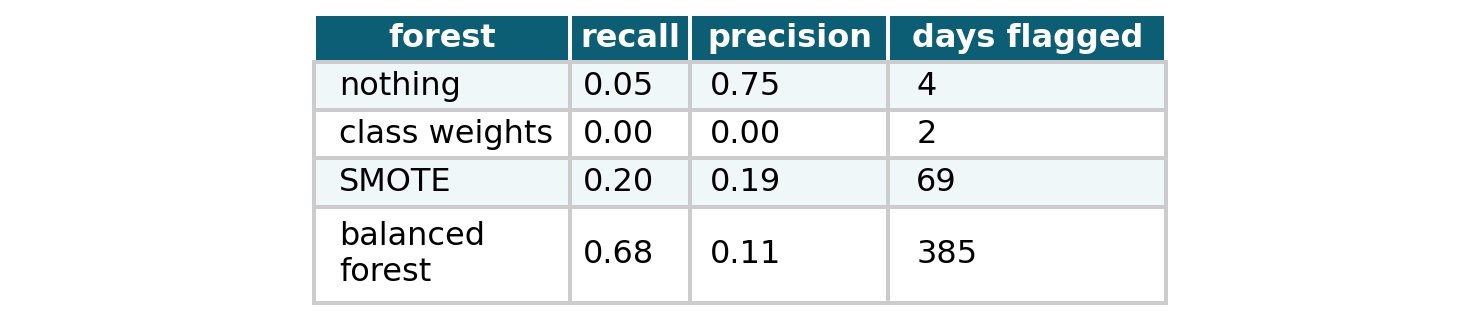 forest recall precision days flagged
nothing 0.05 0.75 4
class weights 0.00 0.00 2
SMOTE 0.20 0.19 69
balanced
forest 0.68 0.11 385